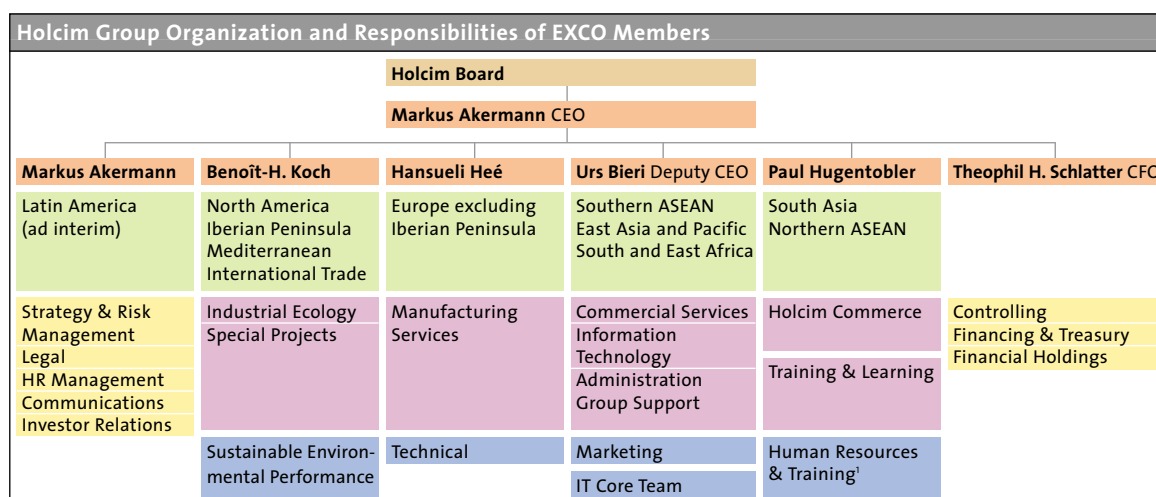 Holcim Group Organization and Responsibilities of EXCO Members
Holcim Board
Markus Akermann CEO
Markus Akermann
Benoît-H. Koch
Hansueli Heé
Urs Bieri Deputy CEO
Paul Hugentobler
Theophil H. Schlatter CFO
Latin America
(ad interim)
North America
Iberian Peninsula
Mediterranean
International Trade
Europe excluding
Iberian Peninsula
Southern ASEAN
East Asia and Pacific
South and East Africa
South Asia
Northern ASEAN
Strategy & Risk
Management
Legal
HR Management
Communications
Investor Relations
Industrial Ecology
Special Projects
Manufacturing
Services
Commercial Services
Information
Technology
Administration
Group Support
Holcim Commerce
Training & Learning
Controlling
Financing & Treasury
Financial Holdings
Sustainable Environ-
mental Performance
Technical
Marketing
IT Core Team
Human Resources
& Training¹